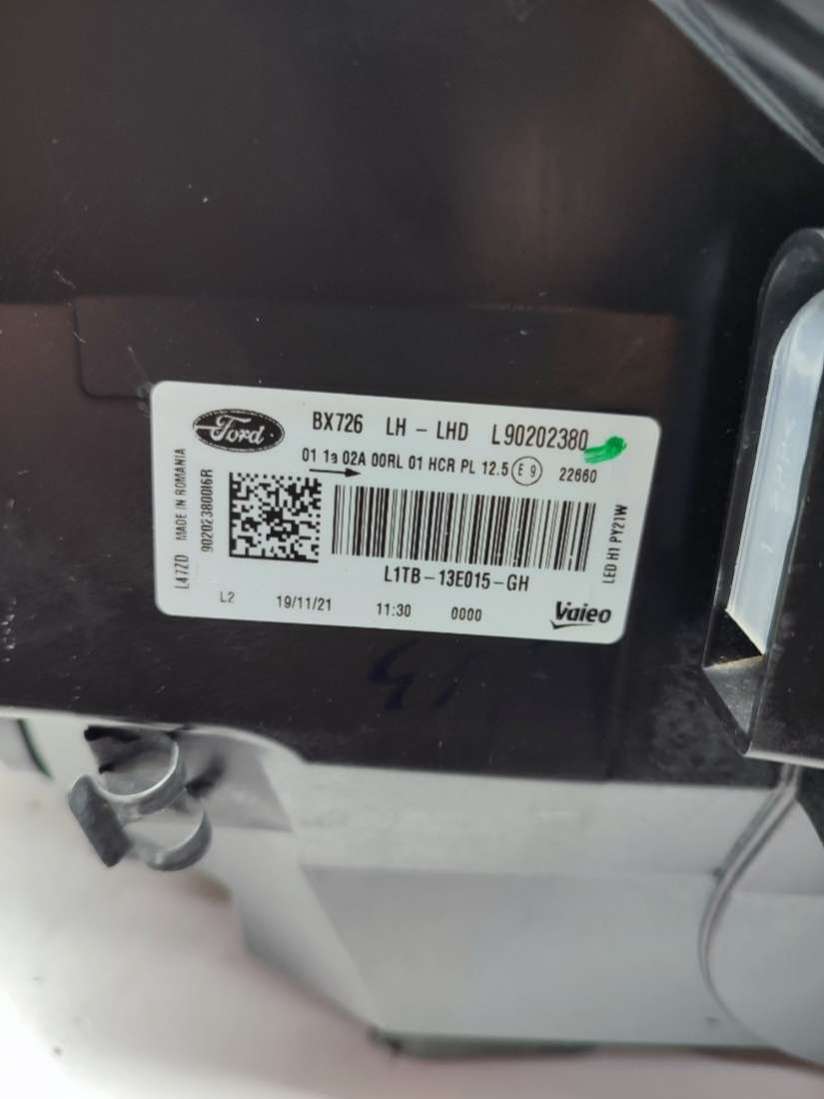 Ford BX726 LH - LHD L90202380
01 1a 02A 00RL 01 HCR PL 12.5 E9 22660
L47ZD MADE IN ROMANIA
90202380016R
L1TB-13E015-GH
LED H1 PY21W
L2 19/11/21 11:30 0000 Valeo